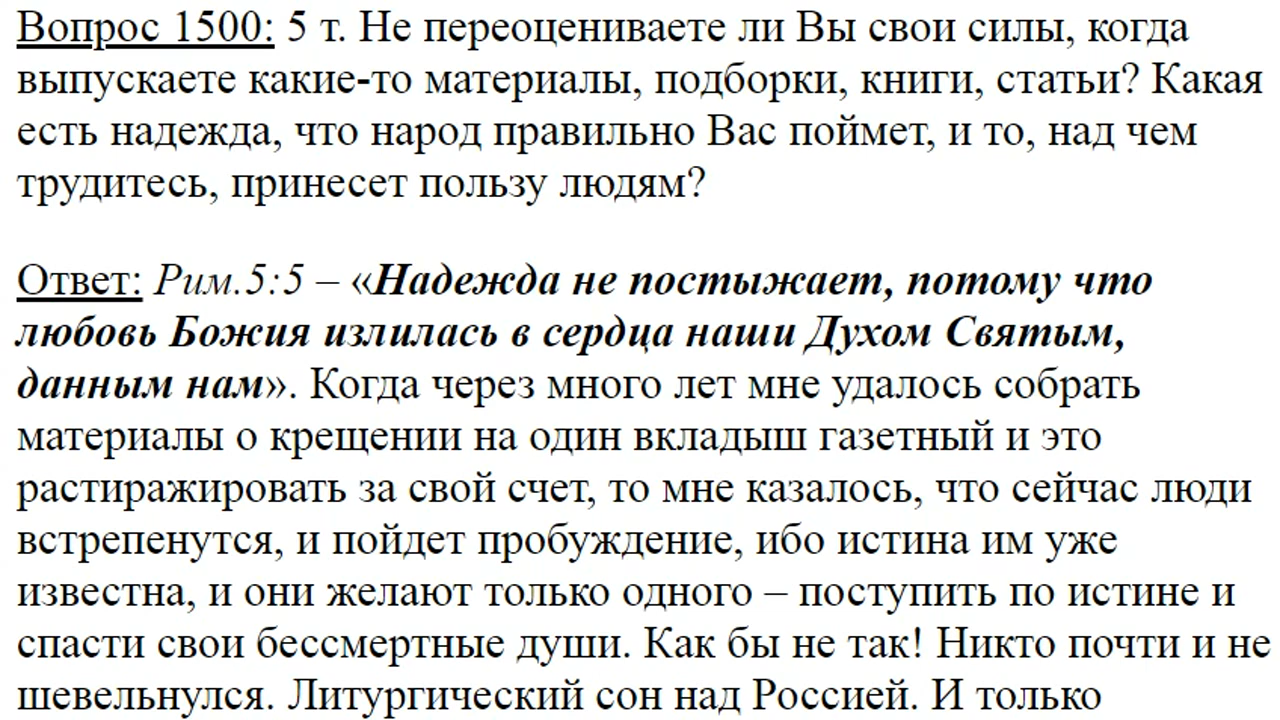 Вопрос 1500: 5 т. Не переоцениваете ли Вы свои силы, когда
выпускаете какие-то материалы, подборки, книги, статьи? Какая
есть надежда, что народ правильно Вас поймет, и то, над чем
трудитесь, принесет пользу людям?
Ответ: Рим.5:5 – «Надежда не постыжает, потому что
любовь Божия излилась в сердца наши Духом Святым,
данным нам». Когда через много лет мне удалось собрать
материалы о крещении на один вкладыш газетный и это
растиражировать за свой счет, то мне казалось, что сейчас люди
встрепенутся, и пойдет пробуждение, ибо истина им уже
известна, и они желают только одного – поступить по истине и
спасти свои бессмертные души. Как бы не так! Никто почти и не
шевельнулся. Литургический сон над Россией. И только